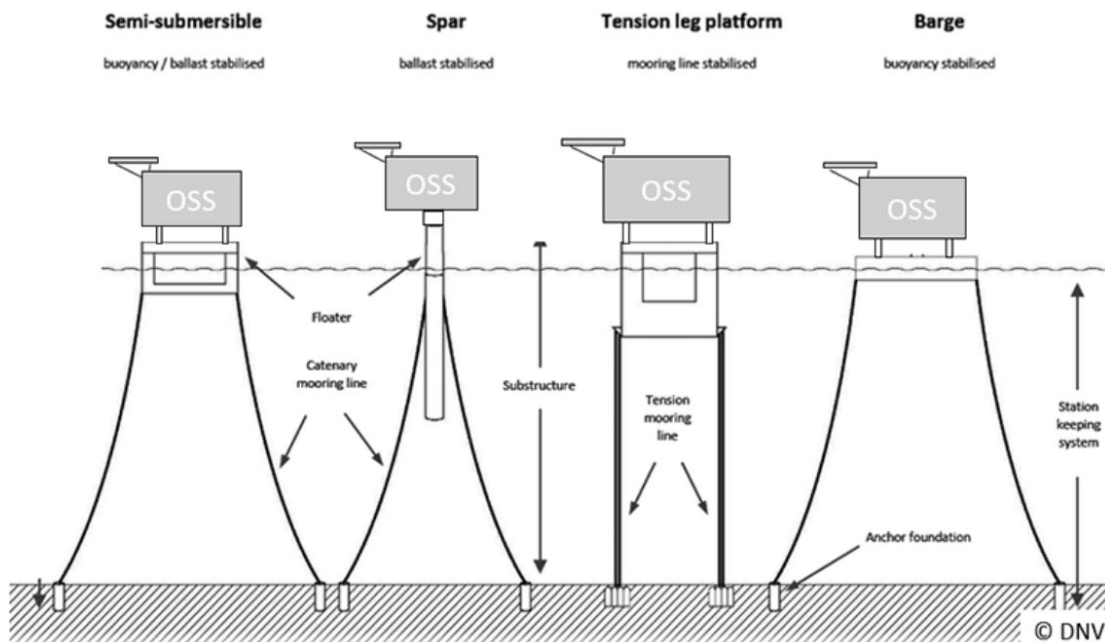 Semi-submersible
buoyancy / ballast stabilised
Spar
ballast stabilised
Tension leg platform
mooring line stabilised
Barge
buoyancy stabilised
OSS
OSS
OSS
OSS
Floater
Catenary
mooring line
Substructure
Tension
mooring
line
Station
keeping
system
Anchor foundation
© DNV